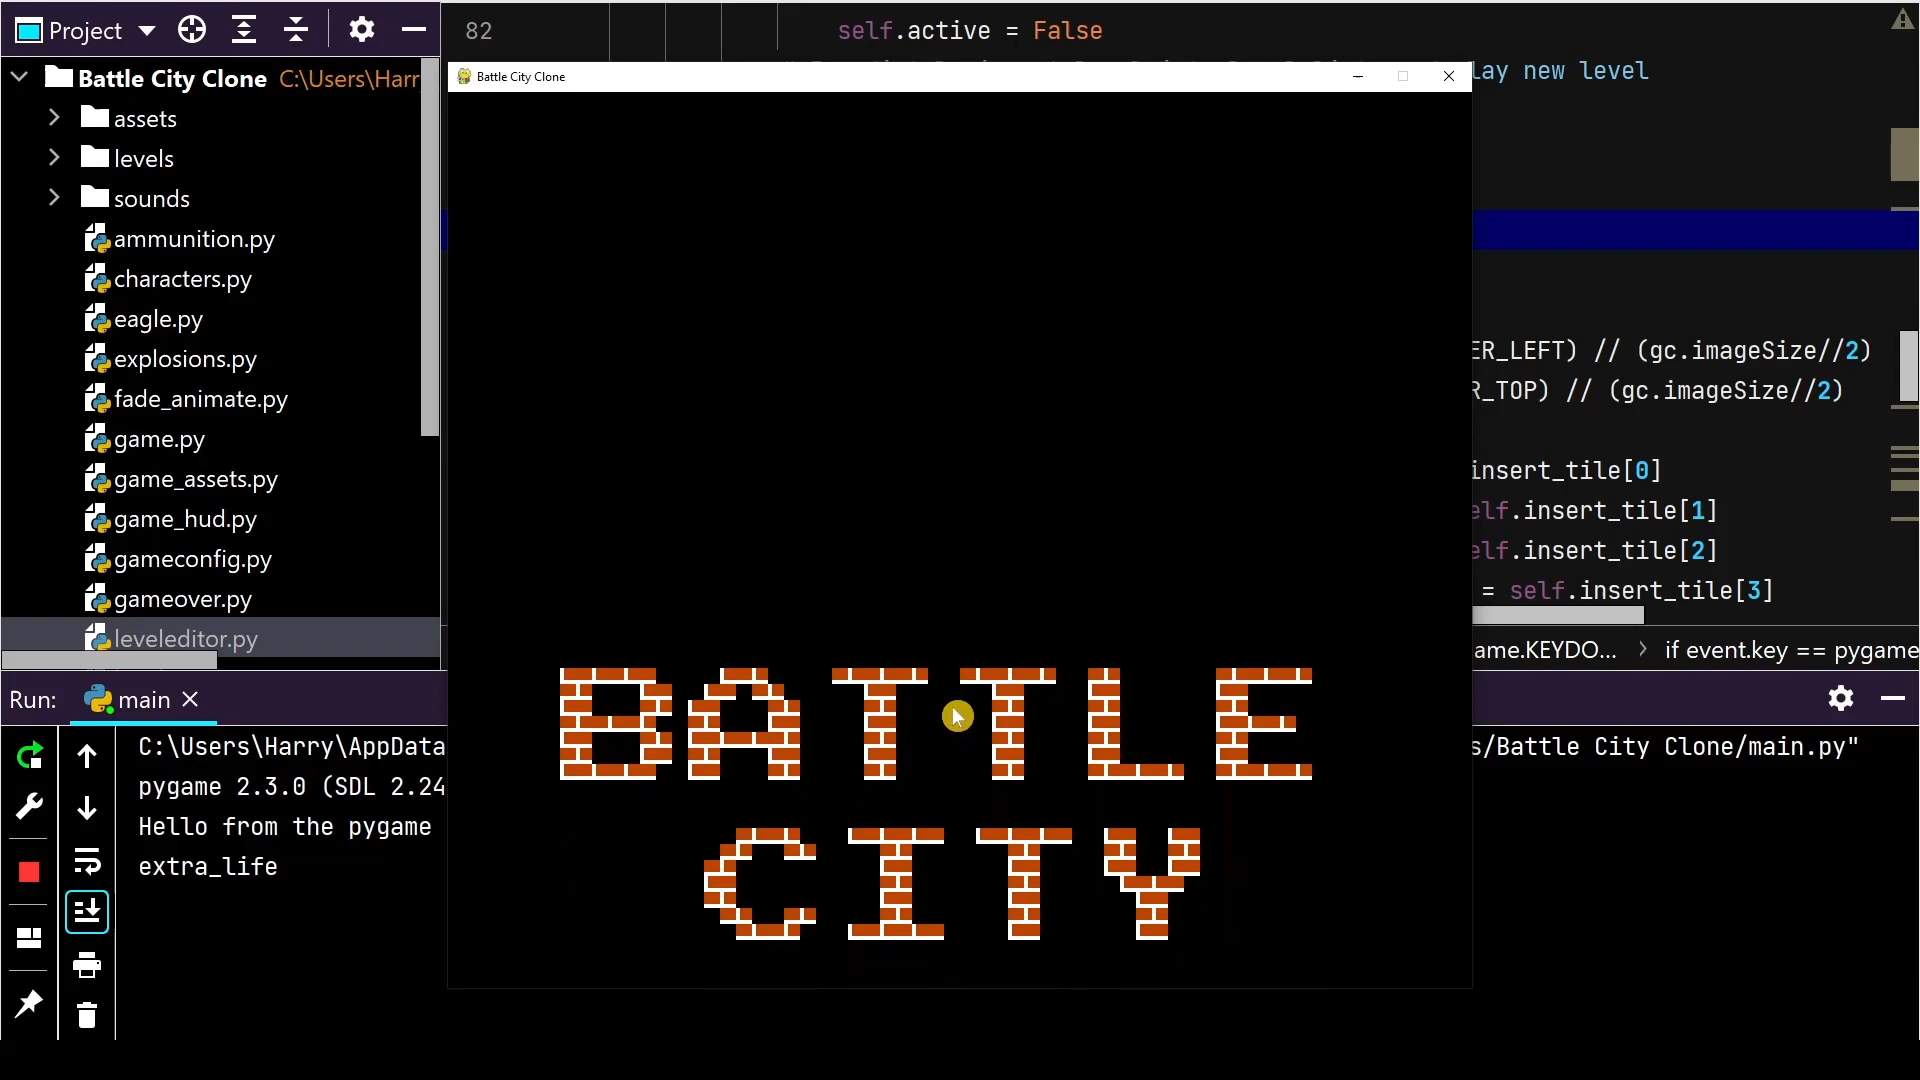 Project
82
self.active = False
Battle City Clone C:\Users\Harr
Battle City Clone
lay new level
assets
levels
sounds
ammunition.py
characters.py
eagle.py
explosions.py
ER_LEFT) // (gc.imageSize//2)
R_TOP) // (gc.imageSize//2)
fade_animate.py
game.py
game_assets.py
insert_tile[0]
game_hud.py
elf.insert_tile[1]
gameconfig.py
elf.insert_tile[2]
gameover.py
= self.insert_tile[3]
leveleditor.py
ame.KEYDO... if event.key == pygame
BATTLE
CITY
Run: main
C:\Users\Harry\AppData
s/Battle City Clone/main.py"
pygame 2.3.0 (SDL 2.24
Hello from the pygame
extra_life